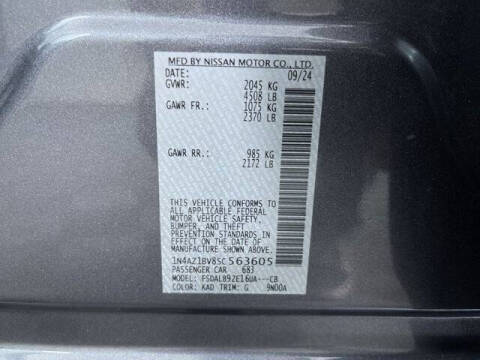 MFD BY NISSAN MOTOR CO., LTD.
DATE: 09/24
GVWR: 2045 KG
4508 LB
GAWR FR.: 1075 KG
2370 LB
GAWR RR.: 985 KG
2172 LB
THIS VEHICLE CONFORMS TO
ALL APPLICABLE FEDERAL
MOTOR VEHICLE SAFETY,
BUMPER, AND THEFT
PREVENTION STANDARDS
IN EFFECT ON THE DATE OF
MANUFACTURE SHOWN ABOVE.
1N4AZ1BV8SC563605
PASSENGER CAR 683
MODEL: FSDALB9ZE16UA---CB
COLOR: KAD TRIM: G 9N00A